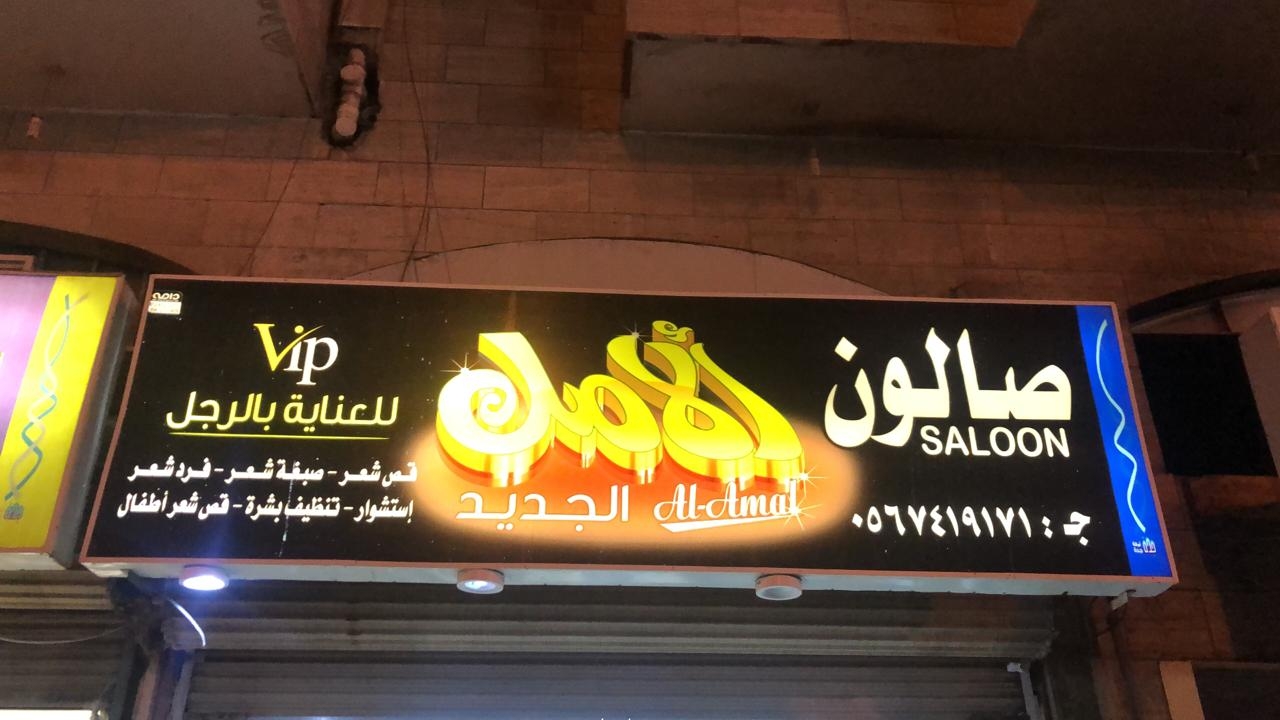 صالون
SALOON
ج: ٠٥٦٧٤١٩١٧١
الأمل
Al-Amal
الجديد
Vip
للعناية بالرجل
قص شعر - صبغة شعر - فرد شعر
إستشوار - تنظيف بشرة - قص شعر أطفال